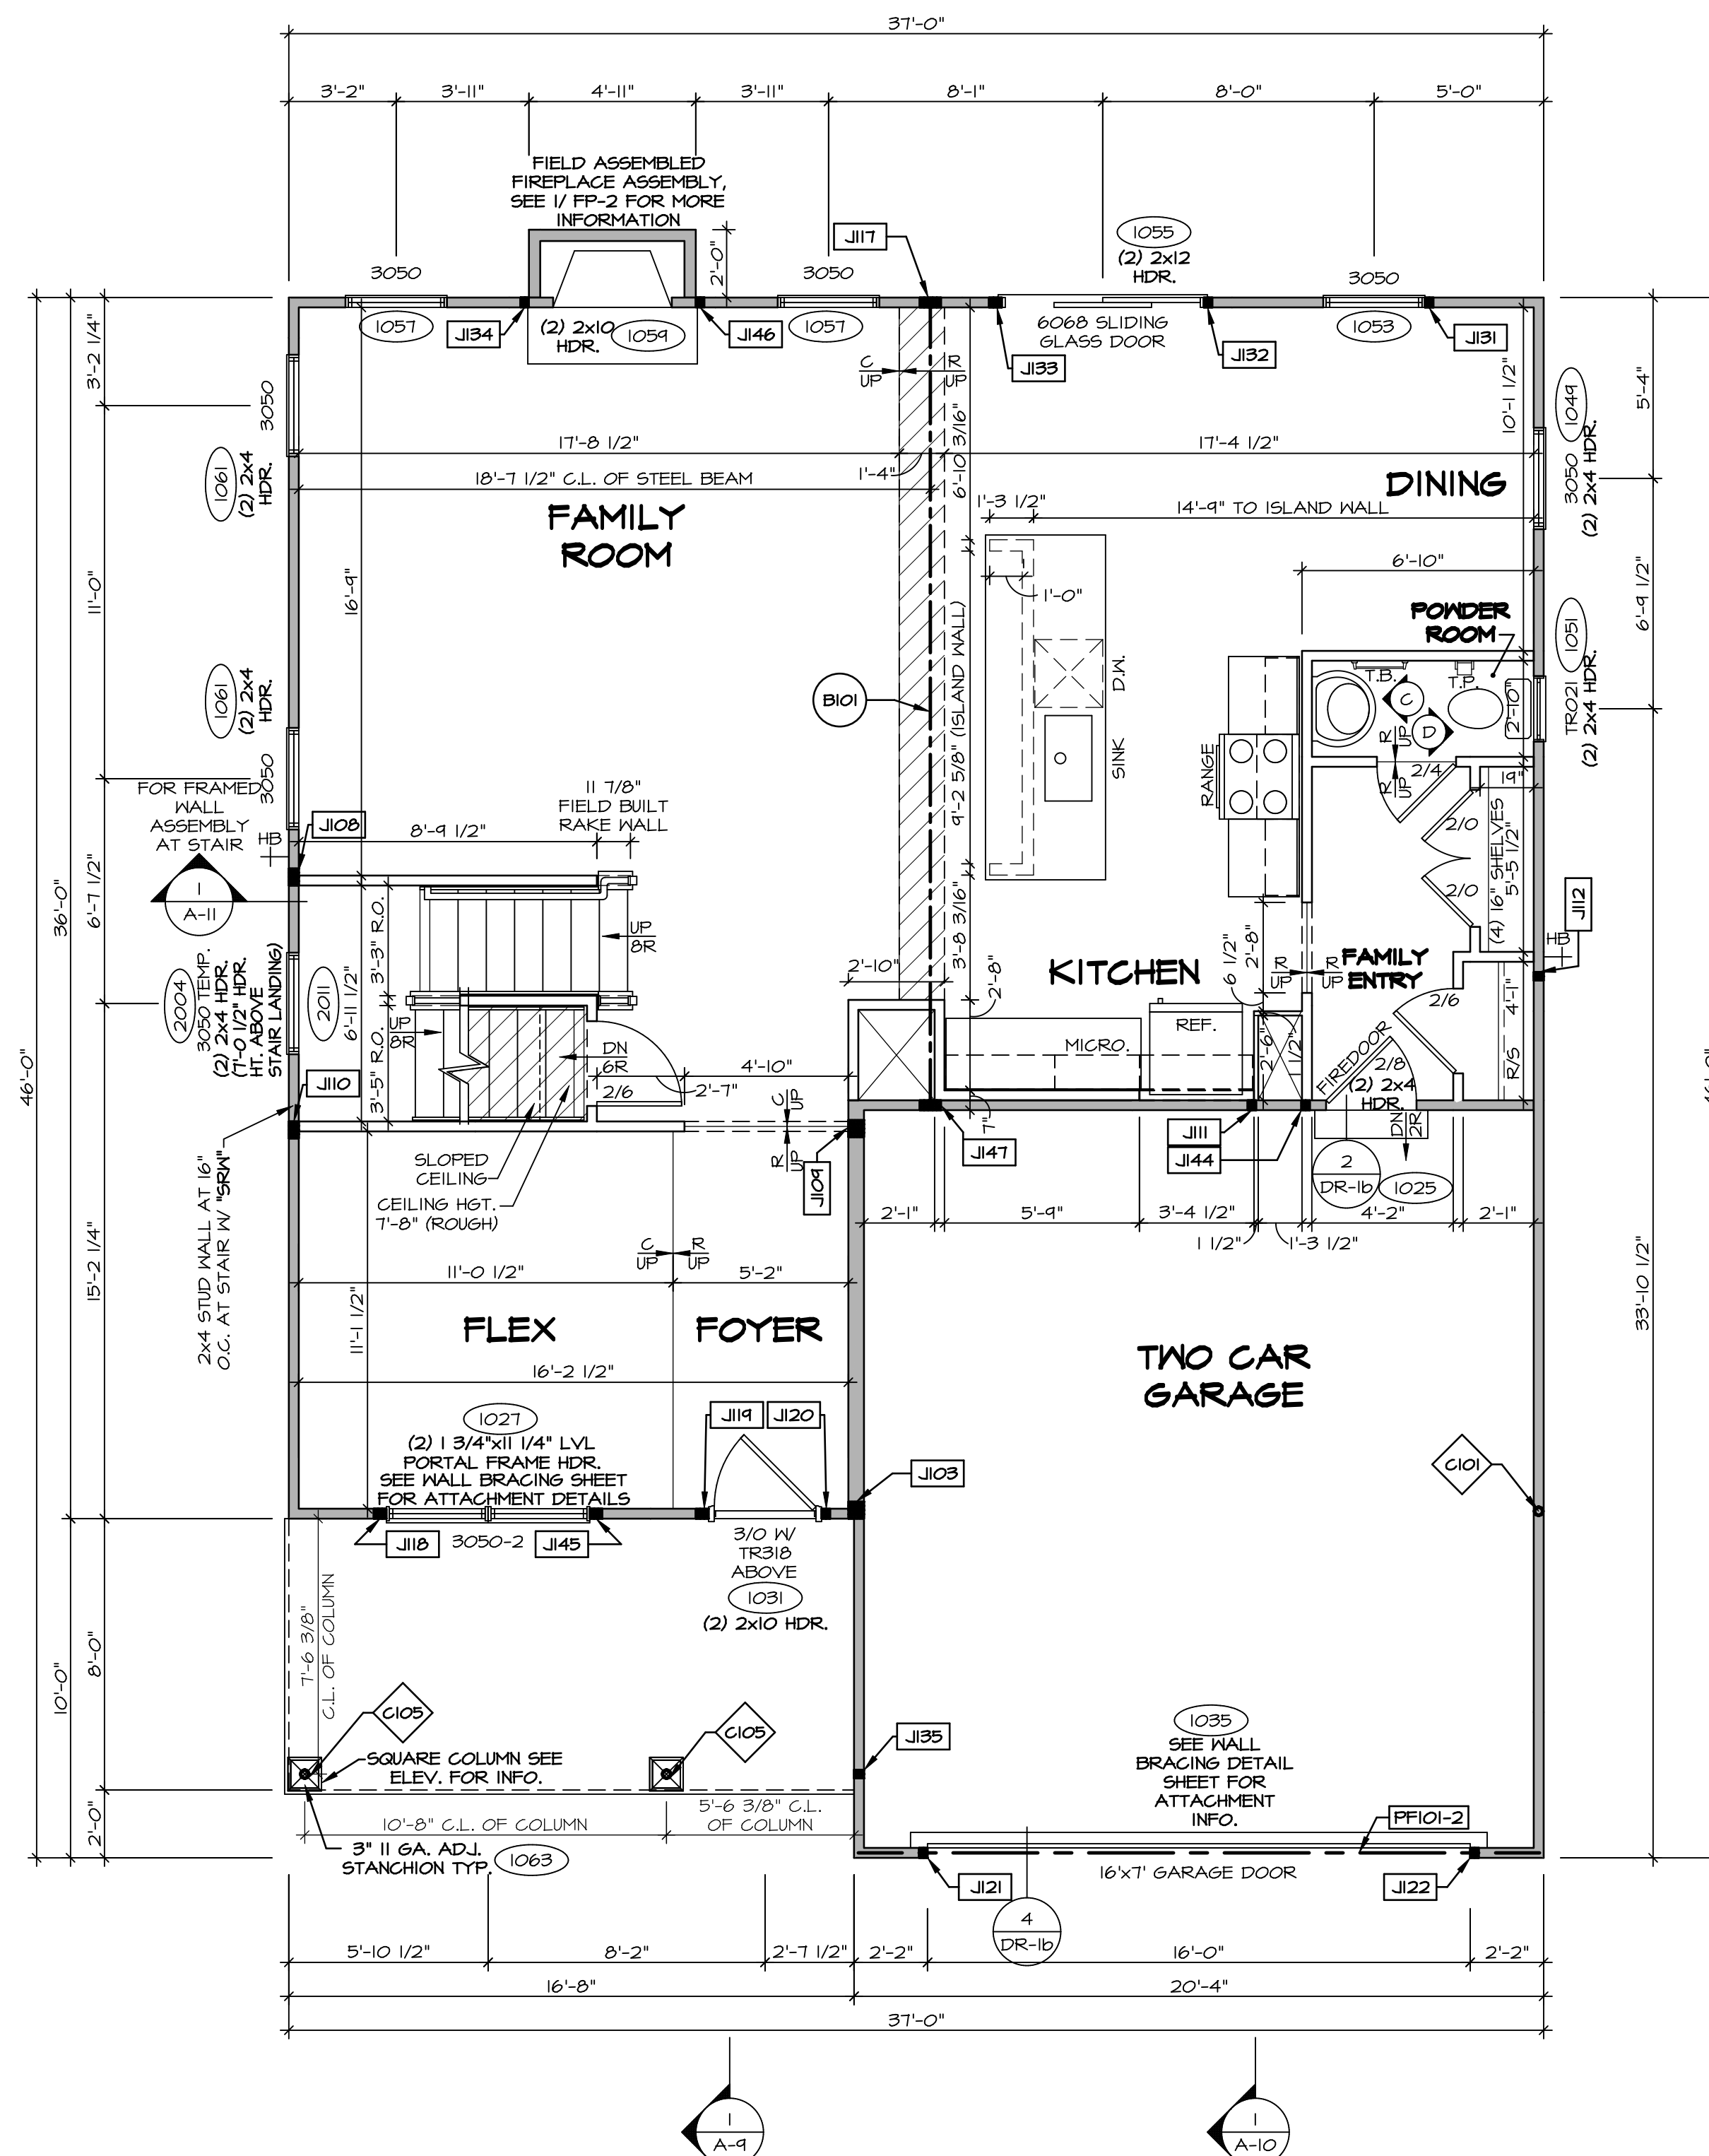 37'-0"
3'-2"
3'-11"
4'-11"
3'-11"
8'-1"
8'-0"
5'-0"
FIELD ASSEMBLED
FIREPLACE ASSEMBLY,
SEE 1/ FP-2 FOR MORE
INFORMATION
2'-0"
J117
1055
(2) 2x12
HDR.
3050
3050
3050
1057
J134
(2) 2x10
HDR.
1059
J146
1057
6068 SLIDING
GLASS DOOR
J133
J132
1053
J131
C
UP
R
UP
3'-2 1/4"
3050
1061
(2) 2x4
HDR.
17'-8 1/2"
1'-4"
6'-10 3/16"
17'-4 1/2"
10'-1 1/2"
1049
3050
(2) 2x4 HDR.
5'-4"
18'-7 1/2" C.L. OF STEEL BEAM
FAMILY
ROOM
DINING
1'-3 1/2"
14'-9" TO ISLAND WALL
16'-9"
11'-0"
1'-0"
6'-10"
POWDER
ROOM
1051
TR021
(2) 2x4 HDR.
6'-9 1/2"
1061
(2) 2x4
HDR.
3050
B101
9'-2 5/8" (ISLAND WALL)
D.W.
SINK
RANGE
T.B.
C
T.P.
D
2'-10"
R
UP
R
UP
2/4
19"
2/0
2/0
(4) 16" SHELVES
5'-5 1/2"
FOR FRAMED
WALL
ASSEMBLY
AT STAIR
HB
1
A-11
J108
8'-9 1/2"
11 7/8"
FIELD BUILT
RAKE WALL
36'-0"
46'-0"
6'-7 1/2"
3'-3" R.O.
UP
8R
6'-11 1/2"
3'-5" R.O.
UP
8R
DN
6R
2/6
2'-7"
4'-10"
2'-10"
3'-8 3/16"
2'-8"
KITCHEN
6 1/2"
2'-8"
R
UP
R
UP
FAMILY
ENTRY
J112
HB
2/6
4'-1"
R/S
2004
3050 TEMP.
(2) 2x4 HDR.
(7'-0 1/2" HDR.
HT. ABOVE
STAIR LANDING)
2011
J110
REF.
MICRO.
2'-6"
1 1/2"
FIREDOOR
2/8
(2) 2x4
HDR.
DN
2R
7"
C
UP
R
UP
J109
J147
J111
J144
2
DR-1b
1025
2x4 STUD WALL AT 16"
O.C. AT STAIR W/ "SRW"
SLOPED
CEILING
CEILING HGT.
7'-8" (ROUGH)
2'-1"
5'-9"
3'-4 1/2"
1 1/2"
1'-3 1/2"
4'-2"
2'-1"
C
UP
R
UP
11'-0 1/2"
5'-2"
15'-2 1/4"
11'-1 1/2"
FLEX
FOYER
16'-2 1/2"
TWO CAR
GARAGE
33'-10 1/2"
1027
(2) 1 3/4"x11 1/4" LVL
PORTAL FRAME HDR.
SEE WALL BRACING SHEET
FOR ATTACHMENT DETAILS
J119
J120
J103
C101
J118
3050-2
J145
3/0 W/
TR318
ABOVE
1031
(2) 2x10 HDR.
7'-6 3/8"
C.L. OF COLUMN
8'-0"
10'-0"
C105
C105
J135
SQUARE COLUMN SEE
ELEV. FOR INFO.
1035
SEE WALL
BRACING DETAIL
SHEET FOR
ATTACHMENT
INFO.
2'-0"
10'-8" C.L. OF COLUMN
5'-6 3/8" C.L.
OF COLUMN
PF101-2
3" 11 GA. ADJ.
STANCHION TYP.
1063
16'x7' GARAGE DOOR
J121
J122
4
DR-1b
5'-10 1/2"
8'-2"
2'-7 1/2"
2'-2"
16'-0"
2'-2"
16'-8"
20'-4"
37'-0"
1
A-9
1
A-10